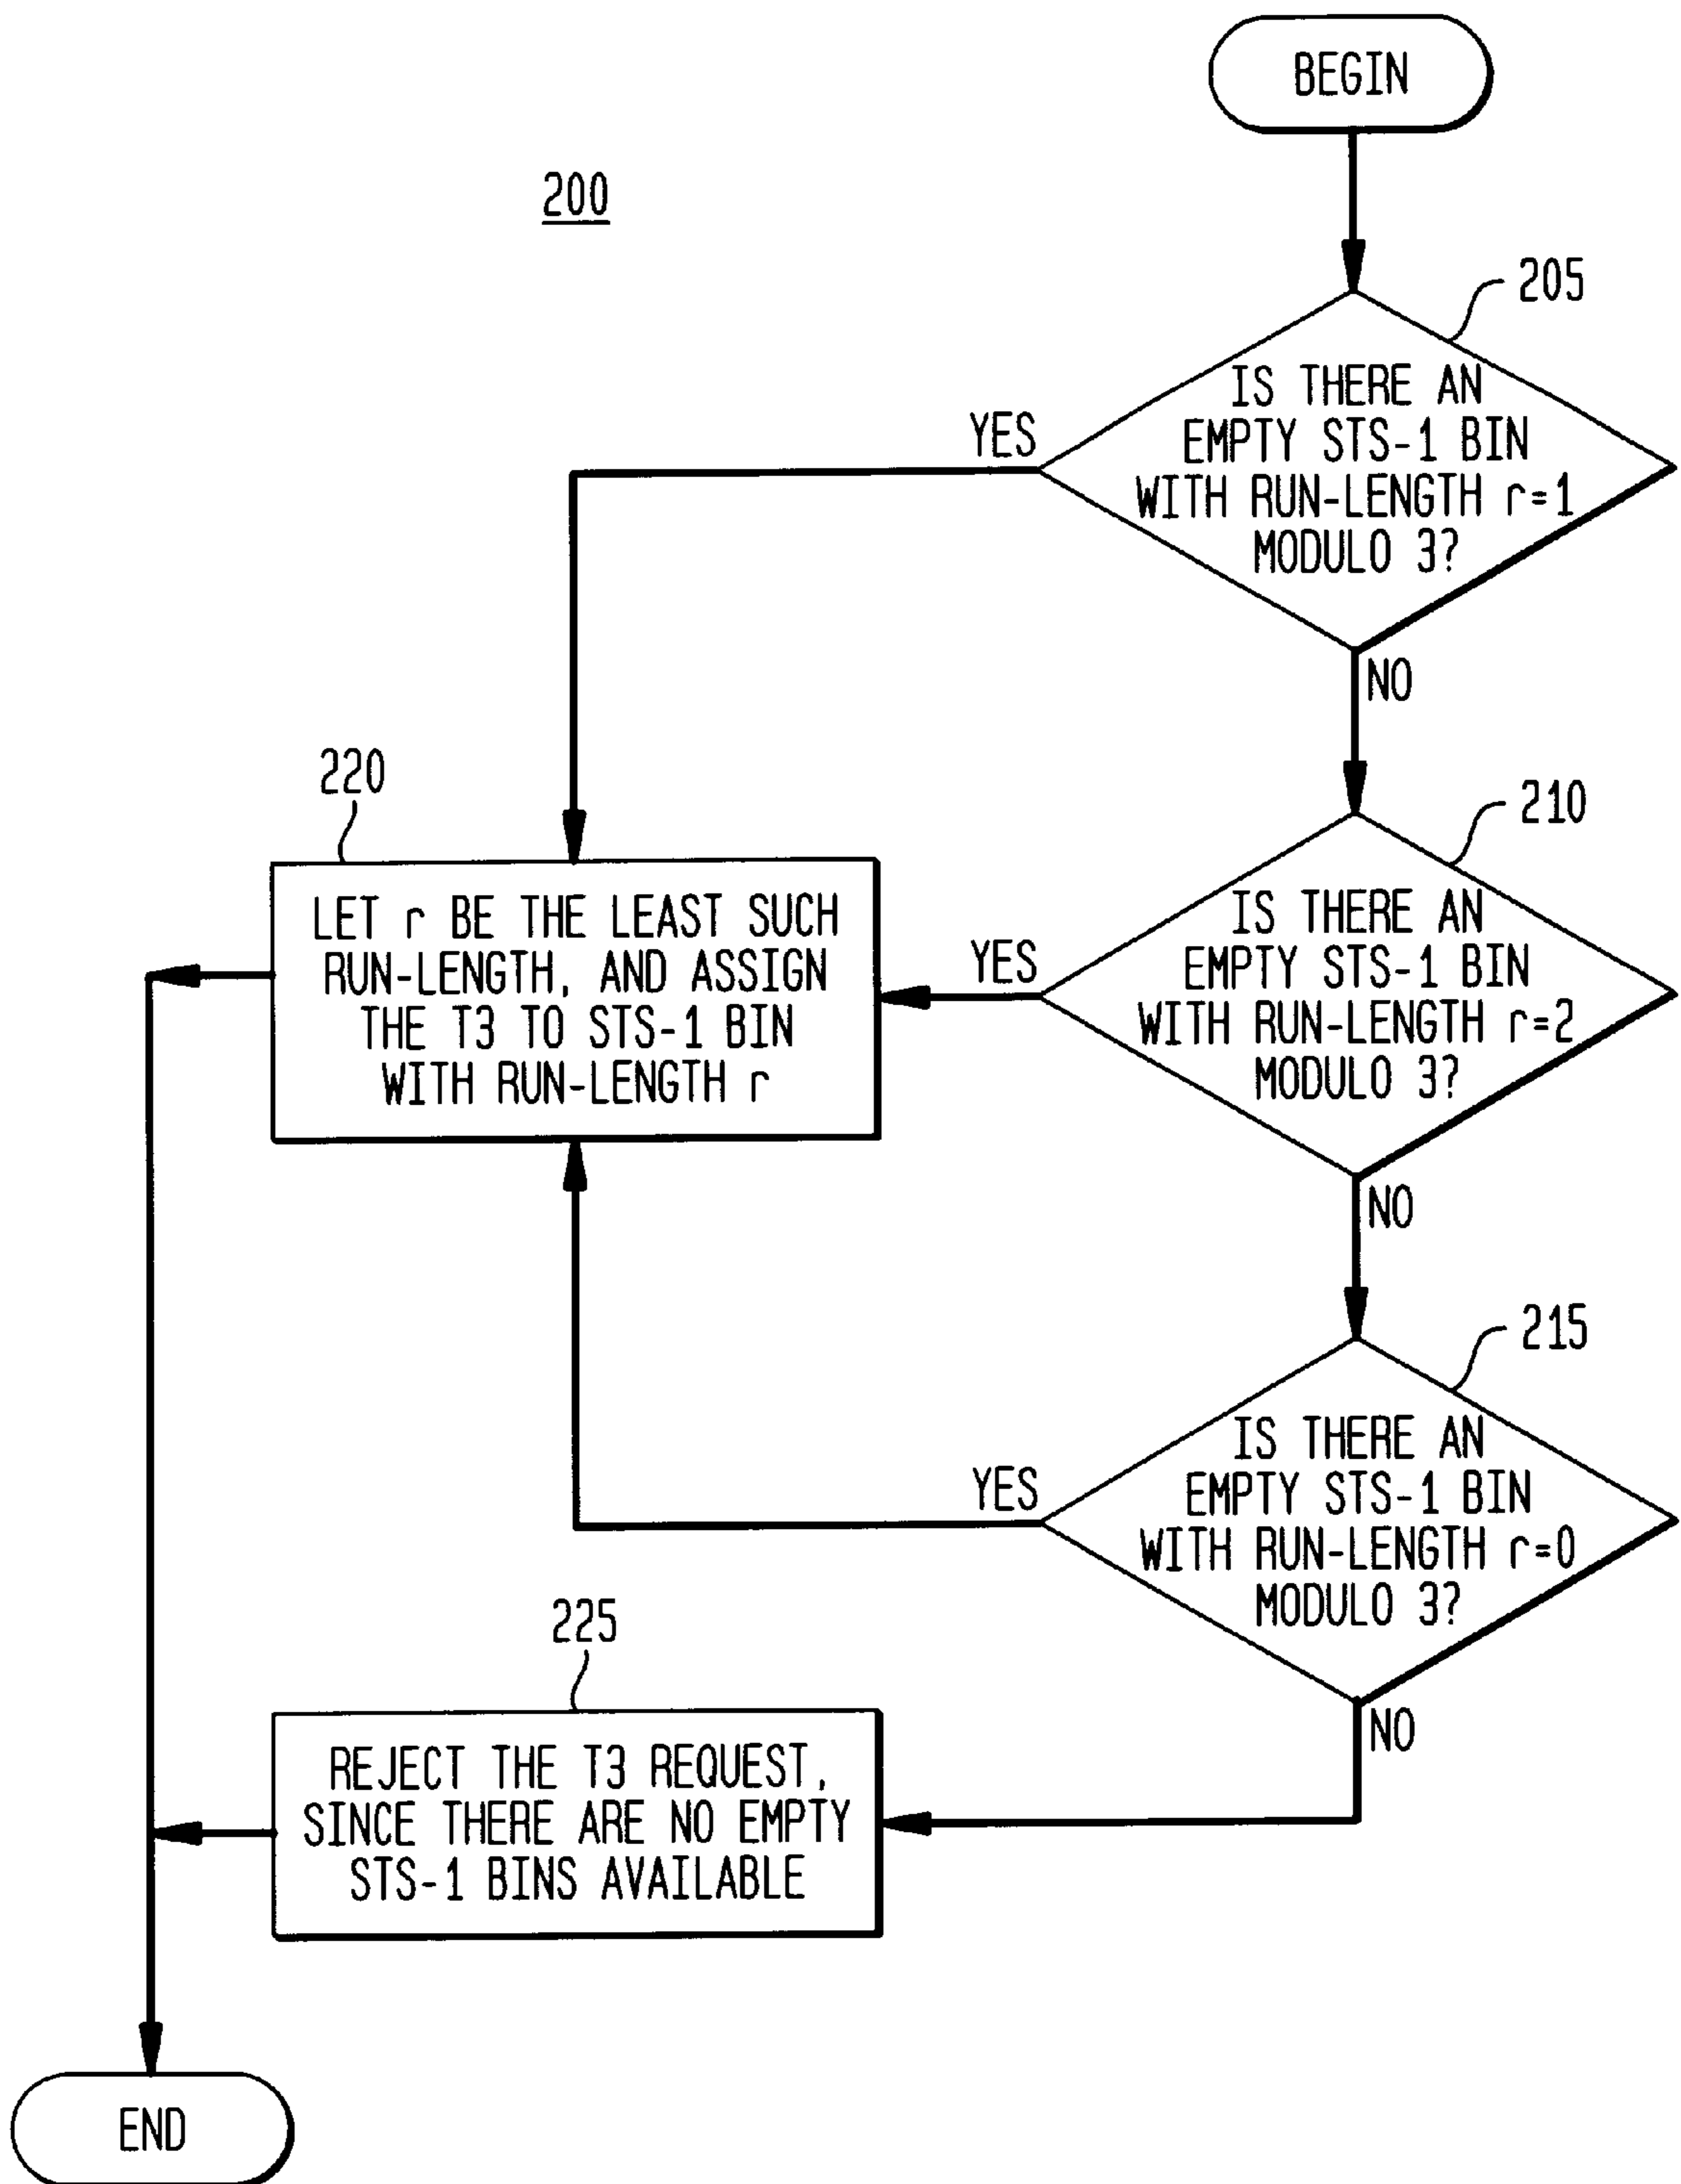 BEGIN
200
205
IS THERE AN
EMPTY STS-1 BIN
WITH RUN-LENGTH r=1
MODULO 3?
YES
NO
210
IS THERE AN
EMPTY STS-1 BIN
WITH RUN-LENGTH r=2
MODULO 3?
YES
NO
220
LET r BE THE LEAST SUCH
RUN-LENGTH, AND ASSIGN
THE T3 TO STS-1 BIN
WITH RUN-LENGTH r
215
IS THERE AN
EMPTY STS-1 BIN
WITH RUN-LENGTH r=0
MODULO 3?
YES
NO
225
REJECT THE T3 REQUEST,
SINCE THERE ARE NO EMPTY
STS-1 BINS AVAILABLE
END